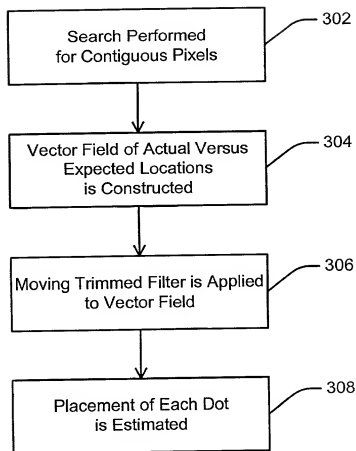 Search Performed
for Contiguous Pixels
302
Vector Field of Actual Versus
Expected Locations
is Constructed
304
Moving Trimmed Filter is Applied
to Vector Field
306
Placement of Each Dot
is Estimated
308